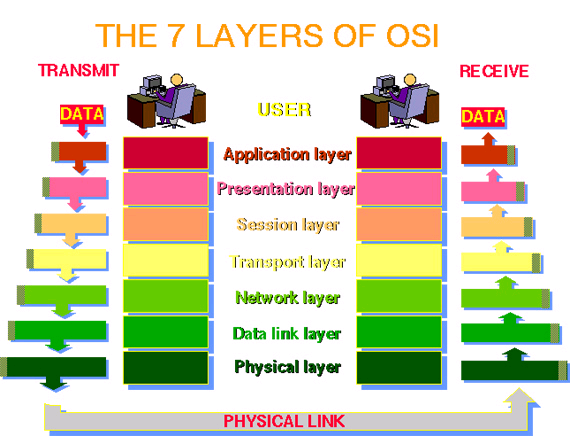 THE 7 LAYERS OF OSI
TRANSMIT
RECEIVE
DATA
USER
DATA
Application layer
Presentation layer
Session layer
Transport layer
Network layer
Data link layer
Physical layer
PHYSICAL LINK